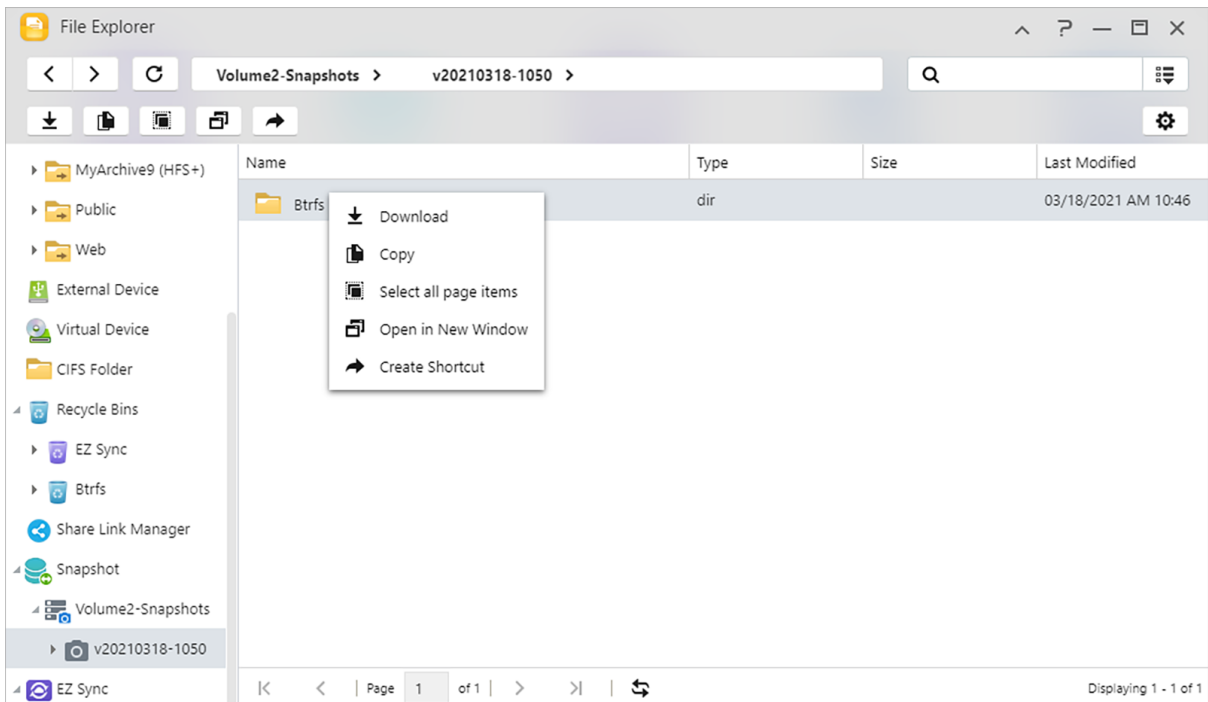 File Explorer
Volume2-Snapshots > v20210318-1050 >
MyArchive9 (HFS+)
Public
Web
External Device
Virtual Device
CIFS Folder
Recycle Bins
EZ Sync
Btrfs
Share Link Manager
Snapshot
Volume2-Snapshots
v20210318-1050
EZ Sync
Name Type Size Last Modified
Btrfs dir 03/18/2021 AM 10:46
Download
Copy
Select all page items
Open in New Window
Create Shortcut
Page 1 of 1
Displaying 1 - 1 of 1